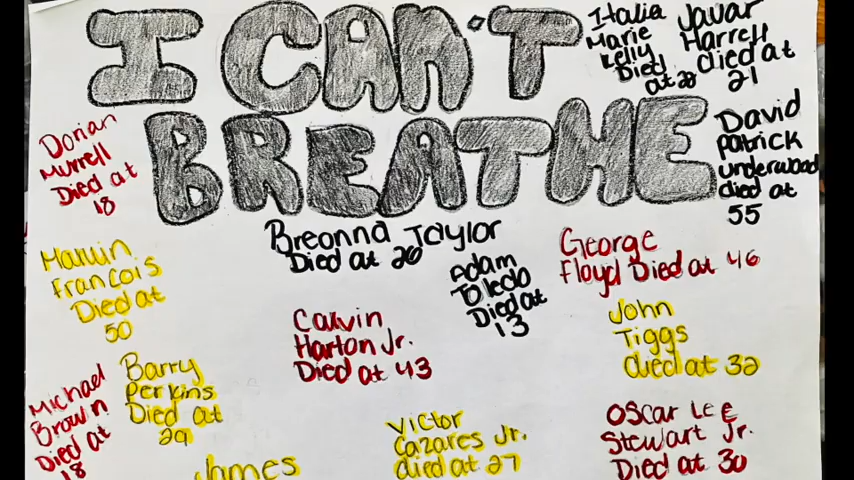 I CAN'T
BREATHE
Italia
Marie
Kelly
Died
at 22
Javar
Harrell
died at
21
Dorian
Murrell
Died at
18
David
Patrick
underwood
died at
55
Breonna Taylor
Died at 26
George
Floyd Died at 46
Adam
Toledo
Died at
13
Marvin
Francois
Died at
50
Calvin
Horton Jr.
Died at 43
John
Tiggs
died at 32
Michael
Brown
Died at
18
Barry
Perkins
Died at
29
James
Victor
Cazares Jr.
died at 27
Oscar Lee
Stewart Jr.
Died at 30